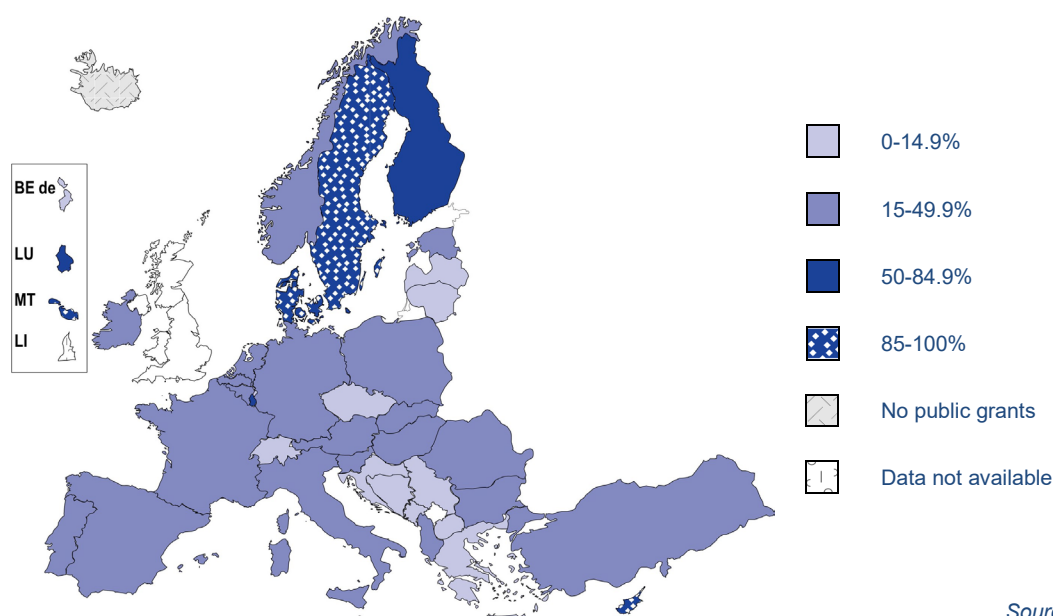 BE de
LU
MT
LI
0-14.9%
15-49.9%
50-84.9%
85-100%
No public grants
Data not available